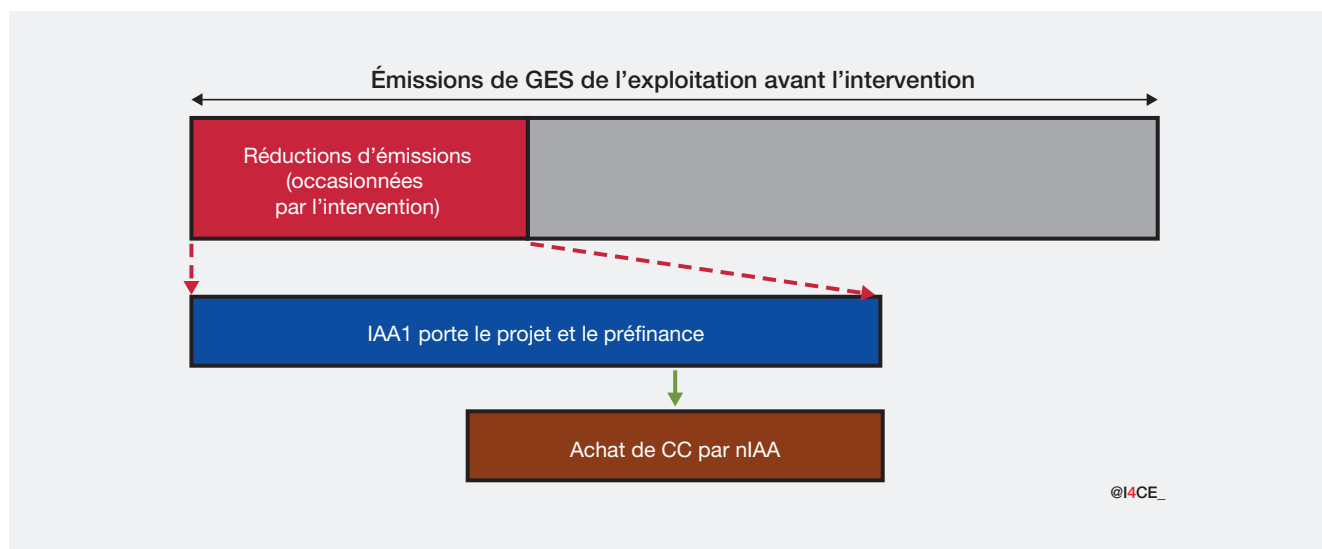 Émissions de GES de l’exploitation avant l’intervention
Réductions d’émissions
(occasionnées
par l’intervention)
IAA1 porte le projet et le préfinance
Achat de CC par nIAA
@I4CE_